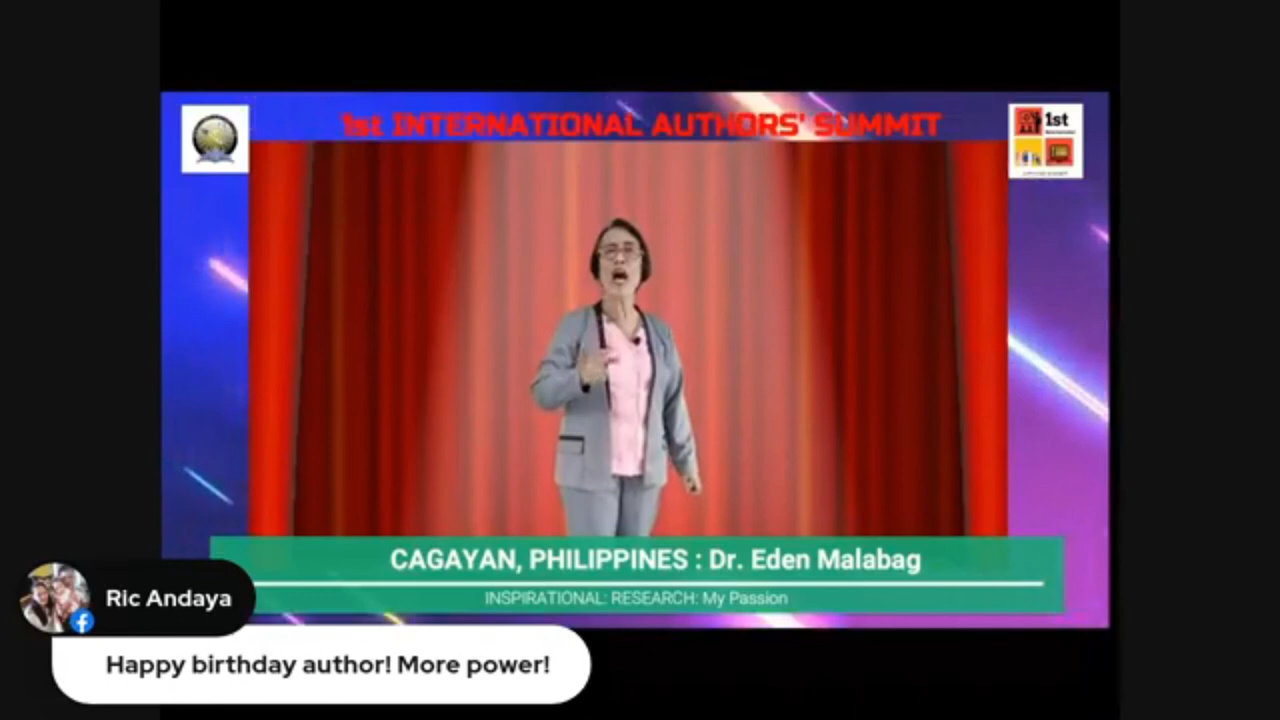 1st INTERNATIONAL AUTHORS' SUMMIT
1st
CAGAYAN, PHILIPPINES : Dr. Eden Malabag
INSPIRATIONAL: RESEARCH: My Passion
Ric Andaya
Happy birthday author! More power!